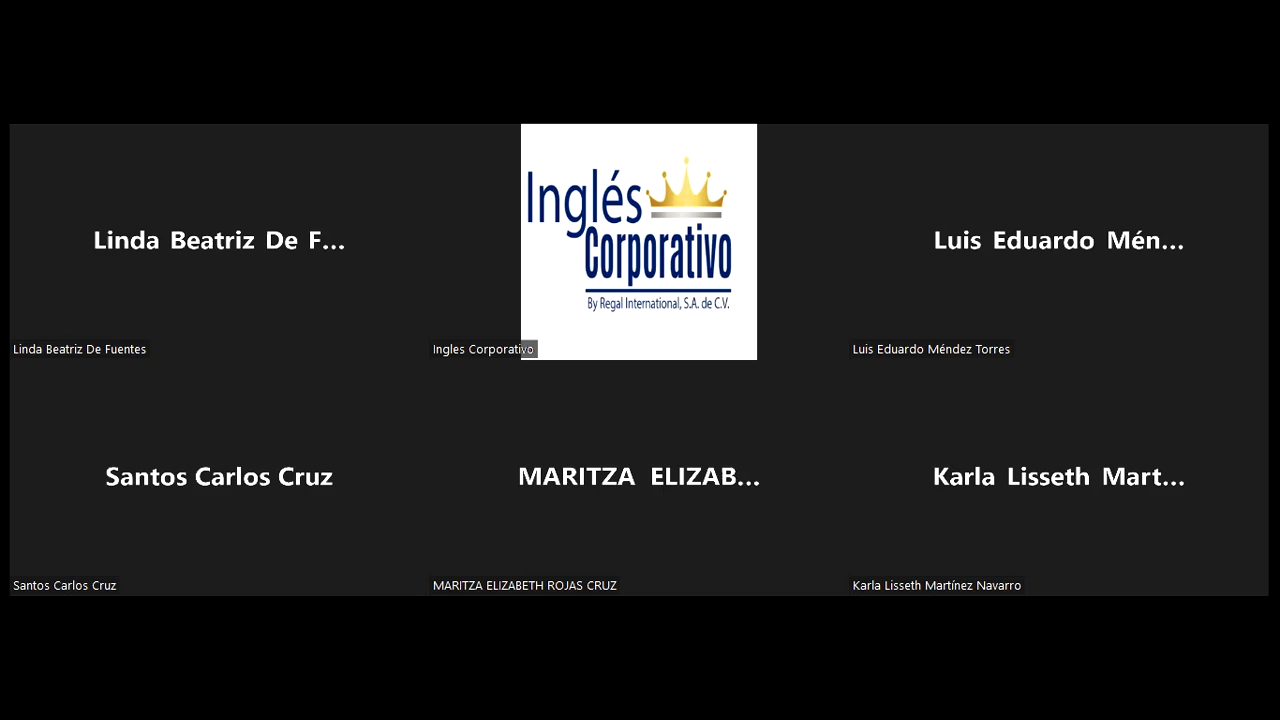 Linda Beatriz De F...
Linda Beatriz De Fuentes
Inglés
Corporativo
By Regal International, S.A. de C.V.
Ingles Corporativo
Luis Eduardo Mén...
Luis Eduardo Méndez Torres
Santos Carlos Cruz
Santos Carlos Cruz
MARITZA ELIZAB...
MARITZA ELIZABETH ROJAS CRUZ
Karla Lisseth Mart...
Karla Lisseth Martínez Navarro